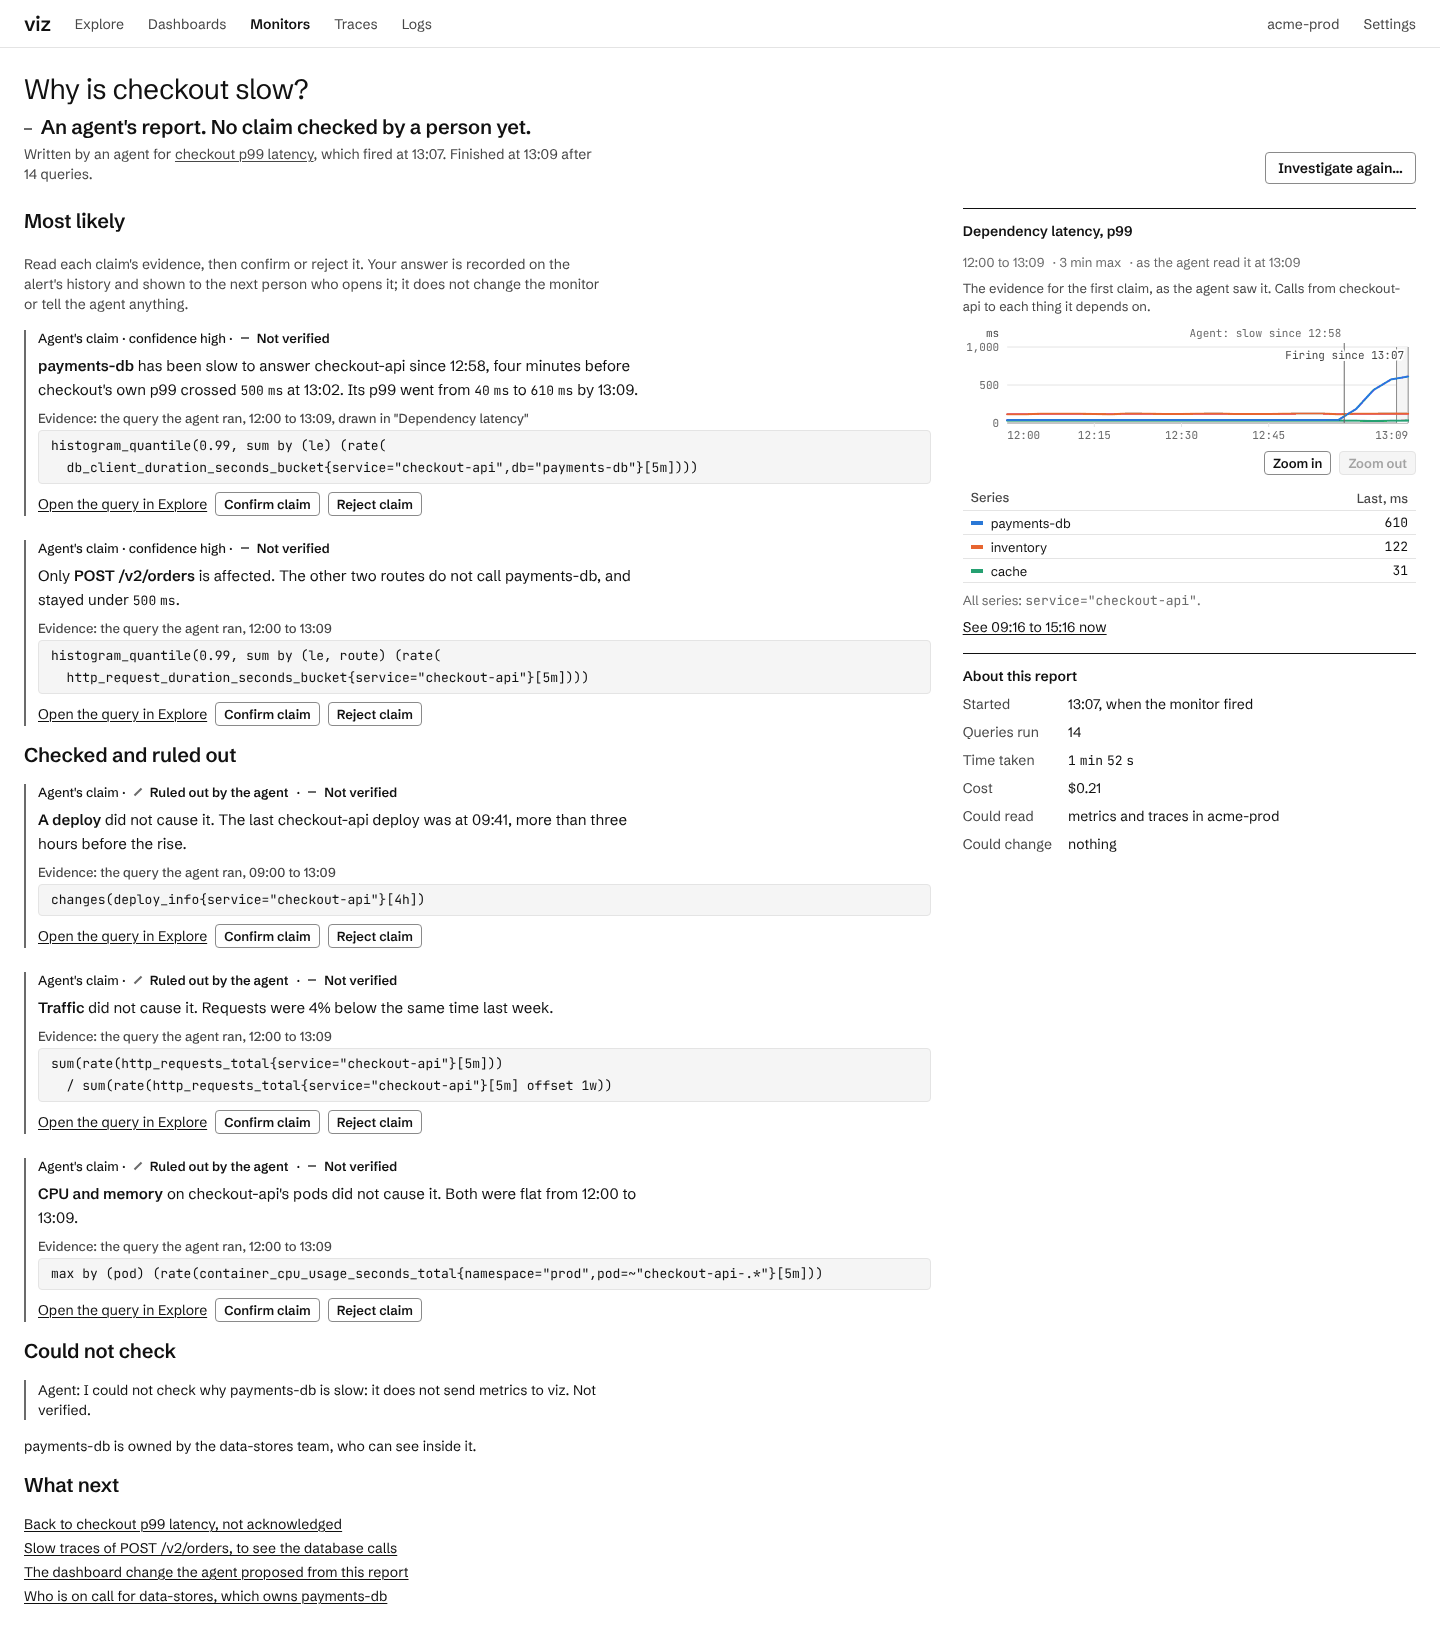 viz Explore Dashboards Monitors Traces Logs acme-prod Settings
Why is checkout slow?
– An agent's report. No claim checked by a person yet.
Written by an agent for checkout p99 latency, which fired at 13:07. Finished at 13:09 after
14 queries.
Investigate again...
Most likely
Read each claim's evidence, then confirm or reject it. Your answer is recorded on the
alert's history and shown to the next person who opens it; it does not change the monitor
or tell the agent anything.
Agent's claim · confidence high · – Not verified
payments-db has been slow to answer checkout-api since 12:58, four minutes before
checkout's own p99 crossed 500 ms at 13:02. Its p99 went from 40 ms to 610 ms by 13:09.
Evidence: the query the agent ran, 12:00 to 13:09, drawn in "Dependency latency"
histogram_quantile(0.99, sum by (le) (rate(
db_client_duration_seconds_bucket{service="checkout-api",db="payments-db"}[5m])))
Open the query in Explore Confirm claim Reject claim
Agent's claim · confidence high · – Not verified
Only POST /v2/orders is affected. The other two routes do not call payments-db, and
stayed under 500 ms.
Evidence: the query the agent ran, 12:00 to 13:09
histogram_quantile(0.99, sum by (le, route) (rate(
http_request_duration_seconds_bucket{service="checkout-api"}[5m])))
Open the query in Explore Confirm claim Reject claim
Checked and ruled out
Agent's claim · Ruled out by the agent · – Not verified
A deploy did not cause it. The last checkout-api deploy was at 09:41, more than three
hours before the rise.
Evidence: the query the agent ran, 09:00 to 13:09
changes(deploy_info{service="checkout-api"}[4h])
Open the query in Explore Confirm claim Reject claim
Agent's claim · Ruled out by the agent · – Not verified
Traffic did not cause it. Requests were 4% below the same time last week.
Evidence: the query the agent ran, 12:00 to 13:09
sum(rate(http_requests_total{service="checkout-api"}[5m]))
/ sum(rate(http_requests_total{service="checkout-api"}[5m] offset 1w))
Open the query in Explore Confirm claim Reject claim
Agent's claim · Ruled out by the agent · – Not verified
CPU and memory on checkout-api's pods did not cause it. Both were flat from 12:00 to
13:09.
Evidence: the query the agent ran, 12:00 to 13:09
max by (pod) (rate(container_cpu_usage_seconds_total{namespace="prod",pod=~"checkout-api-.*"}[5m]))
Open the query in Explore Confirm claim Reject claim
Could not check
Agent: I could not check why payments-db is slow: it does not send metrics to viz. Not
verified.
payments-db is owned by the data-stores team, who can see inside it.
What next
Back to checkout p99 latency, not acknowledged
Slow traces of POST /v2/orders, to see the database calls
The dashboard change the agent proposed from this report
Who is on call for data-stores, which owns payments-db
Dependency latency, p99
12:00 to 13:09 · 3 min max · as the agent read it at 13:09
The evidence for the first claim, as the agent saw it. Calls from checkout-
api to each thing it depends on.
ms Agent: slow since 12:58
1,000 Firing since 13:07
500
0
12:00 12:15 12:30 12:45 13:09
Zoom in Zoom out
Series Last, ms
payments-db 610
inventory 122
cache 31
All series: service="checkout-api".
See 09:16 to 15:16 now
About this report
Started 13:07, when the monitor fired
Queries run 14
Time taken 1 min 52 s
Cost $0.21
Could read metrics and traces in acme-prod
Could change nothing